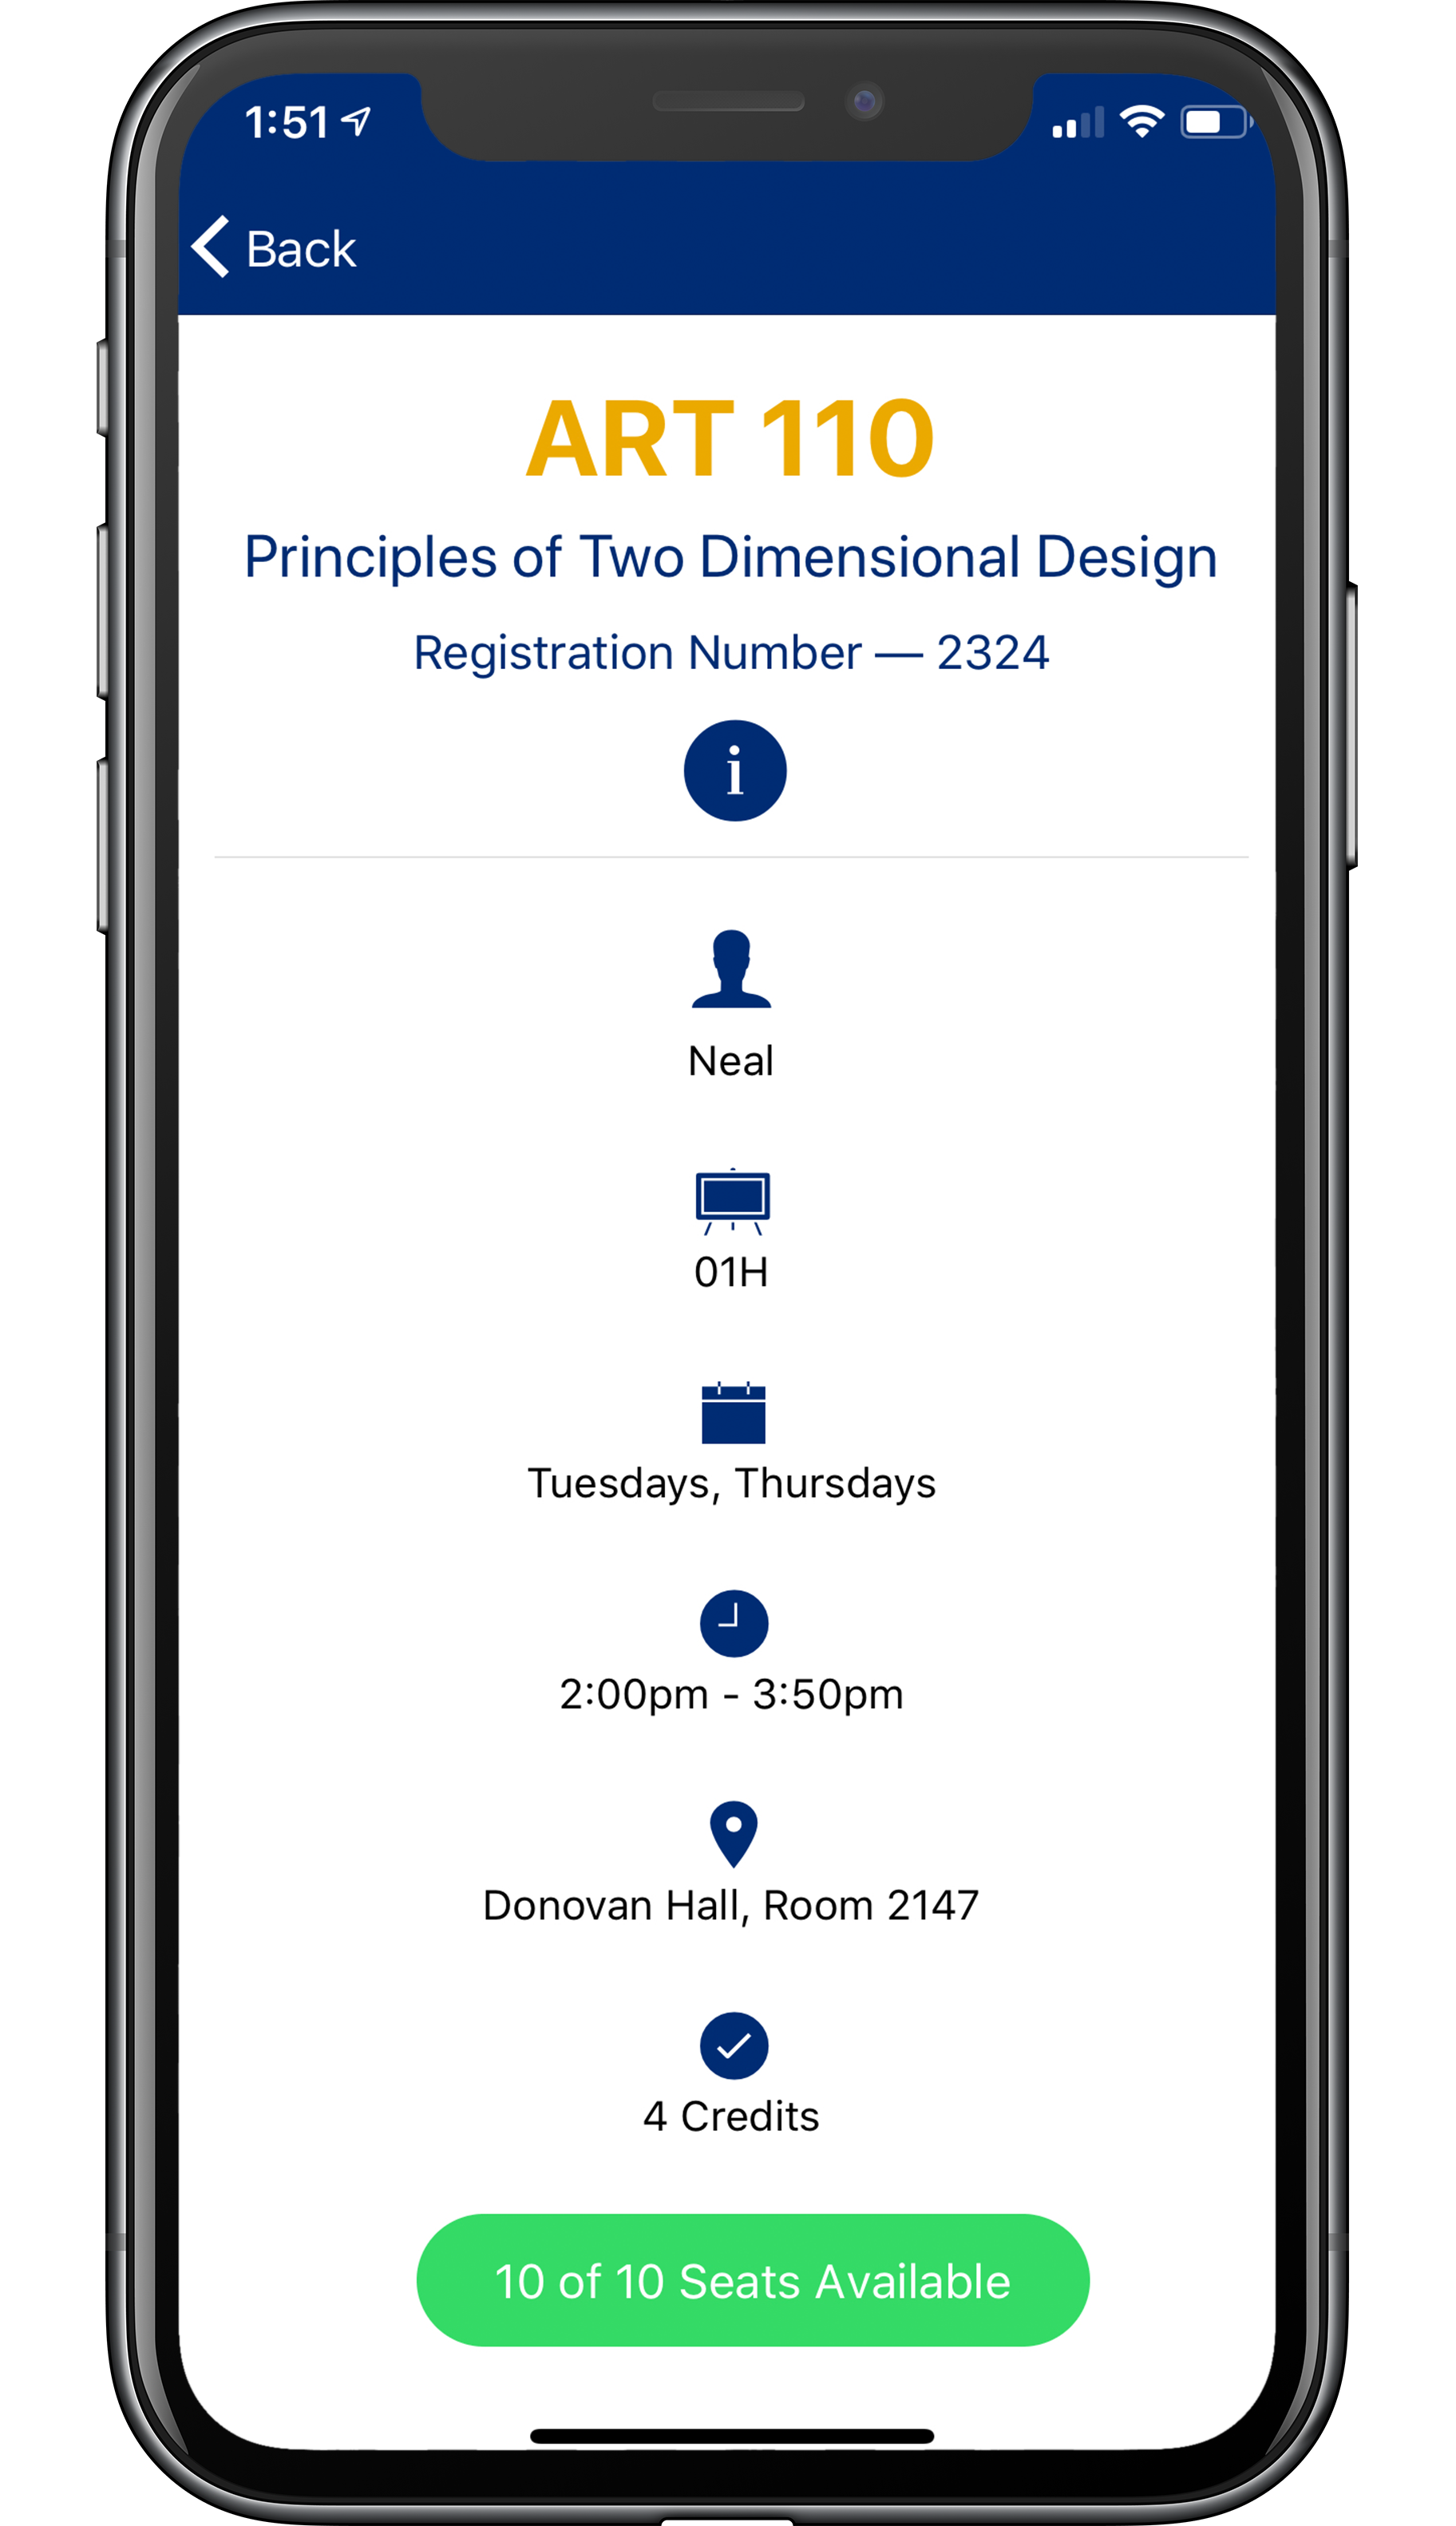 1:51
Back
ART 110
Principles of Two Dimensional Design
Registration Number — 2324
i
Neal
01H
Tuesdays, Thursdays
2:00pm - 3:50pm
Donovan Hall, Room 2147
4 Credits
10 of 10 Seats Available